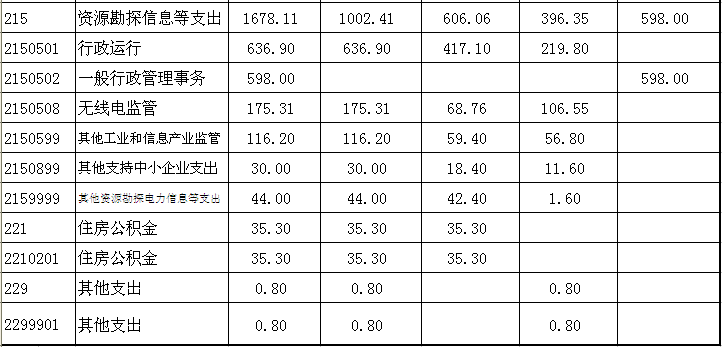 215 资源勘探信息等支出 1678.11 1002.41 606.06 396.35 598.00
2150501 行政运行 636.90 636.90 417.10 219.80
2150502 一般行政管理事务 598.00 598.00
2150508 无线电监管 175.31 175.31 68.76 106.55
2150599 其他工业和信息产业监管 116.20 116.20 59.40 56.80
2150899 其他支持中小企业支出 30.00 30.00 18.40 11.60
2159999 其他资源勘探电力信息等支出 44.00 44.00 42.40 1.60
221 住房公积金 35.30 35.30 35.30
2210201 住房公积金 35.30 35.30 35.30
229 其他支出 0.80 0.80 0.80
2299901 其他支出 0.80 0.80 0.80